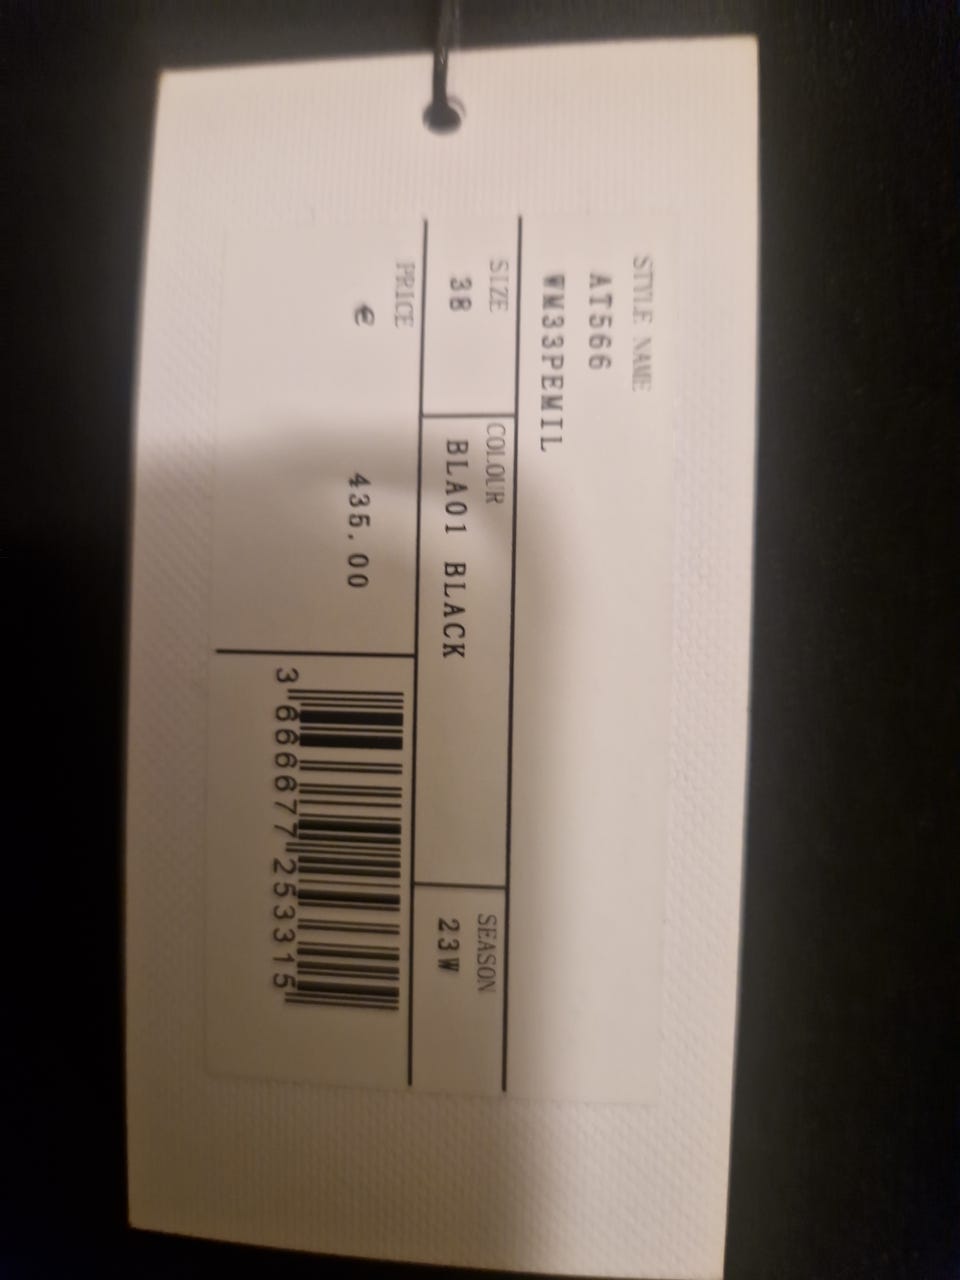 STYLE NAME
AT566
WM33PEMIL
SIZE
38
COLOUR
BLA01 BLACK
SEASON
23W
PRICE
€ 435.00
3 666677 253315